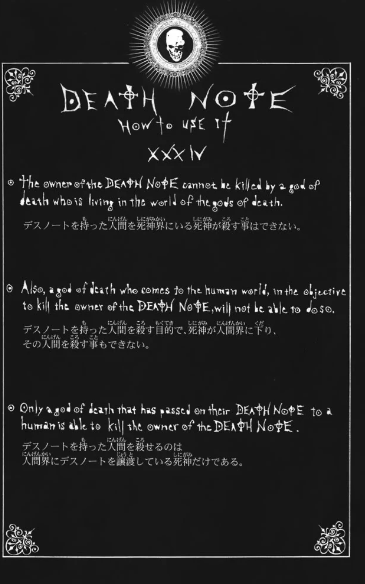 DEATH NOTE
How to USE IT
XXXIV
The owner of the DEATH NOTE cannot be killed by a god of
death who is living in the world of the gods of death.
デスノートを持った人間を死神界にいる死神が殺す事はできない。
Also, a god of death who comes to the human world, in the objective
to kill the owner of the DEATH NOTE, will not be able to do so.
デスノートを持った人間を殺す目的で、死神が人間界に下り、
その人間を殺す事もできない。
Only a god of death that has passed on their DEATH NOTE to a
human is able to kill the owner of the DEATH NOTE.
デスノートを持った人間を殺せるのは
人間界にデスノートを譲渡している死神だけである。